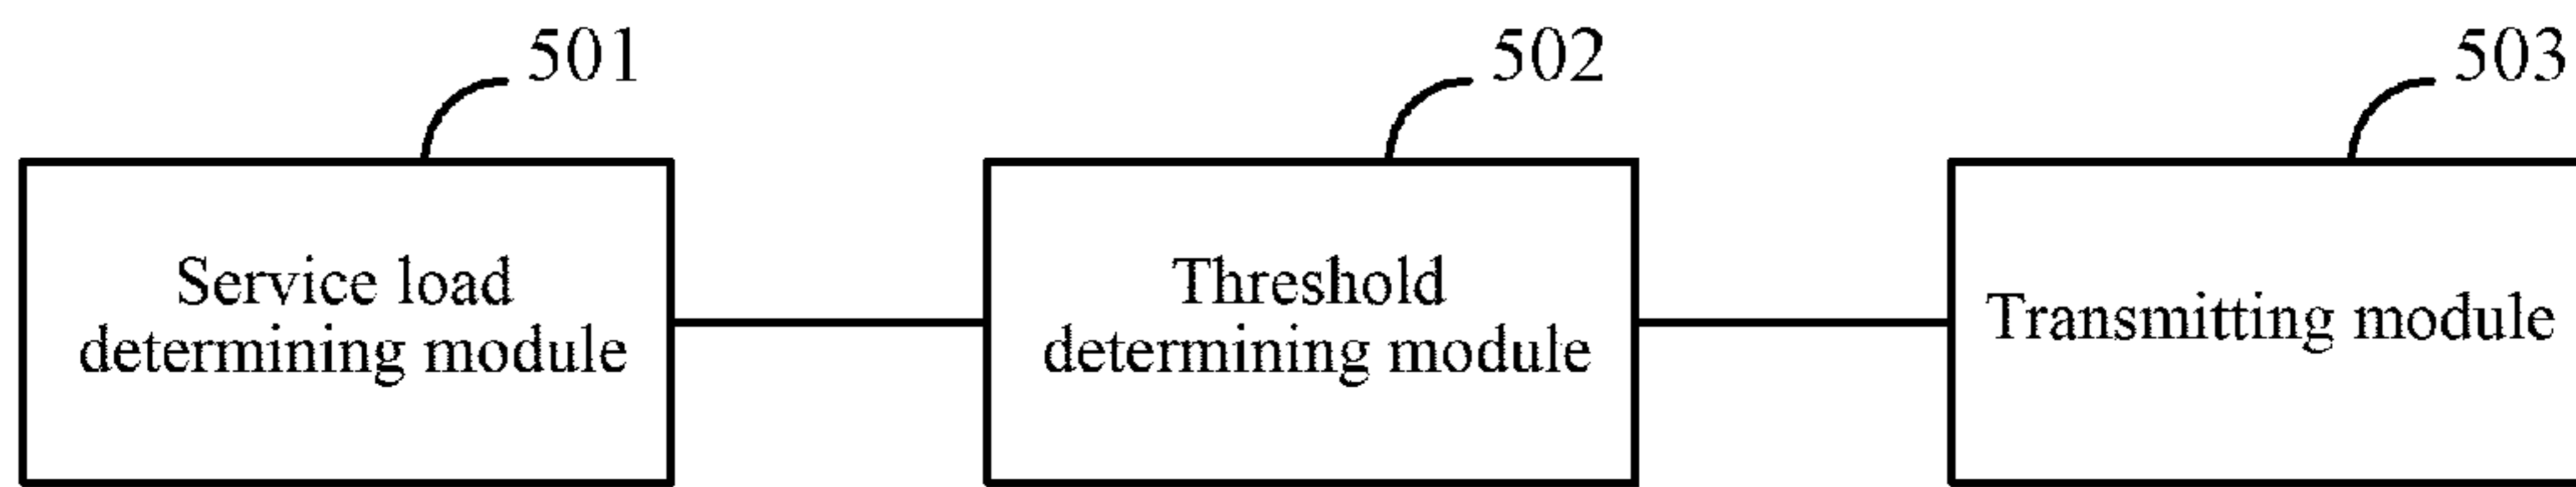 501
502
503
Service load
determining module
Threshold
determining module
Transmitting module